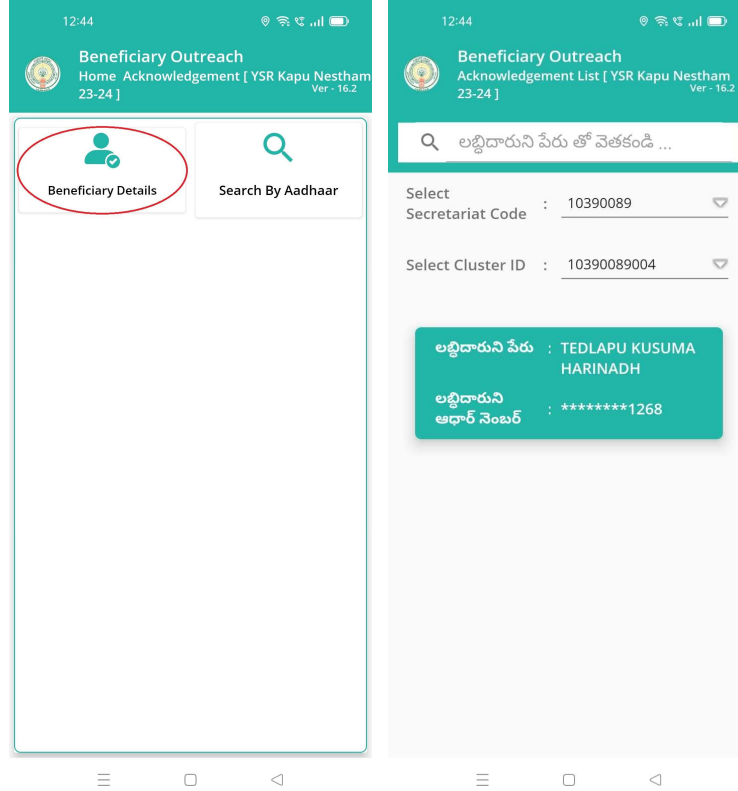 12:44
Beneficiary Outreach
Home Acknowledgement [ YSR Kapu Nestham
23-24 ]
Ver - 16.2
Beneficiary Details
Search By Aadhaar
12:44
Beneficiary Outreach
Acknowledgement List [ YSR Kapu Nestham
23-24 ]
Ver - 16.2
లబ్ధిదారుని పేరు తో వెతకండి ...
Select
Secretariat Code : 10390089
Select Cluster ID : 10390089004
లబ్ధిదారుని పేరు : TEDLAPU KUSUMA
HARINADH
లబ్ధిదారుని
ఆధార్ నెంబర్ : ********1268